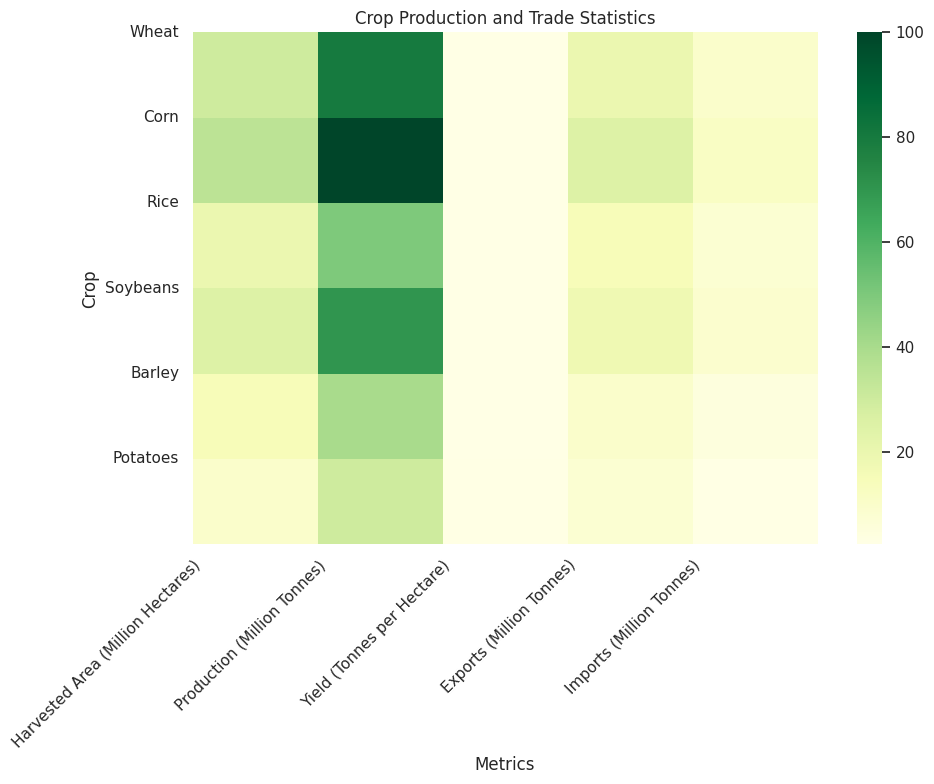 Crop Production and Trade Statistics
Wheat
Corn
Rice
Soybeans
Barley
Potatoes
Crop
100
80
60
40
20
Harvested Area (Million Hectares)
Production (Million Tonnes)
Yield (Tonnes per Hectare)
Exports (Million Tonnes)
Imports (Million Tonnes)
Metrics